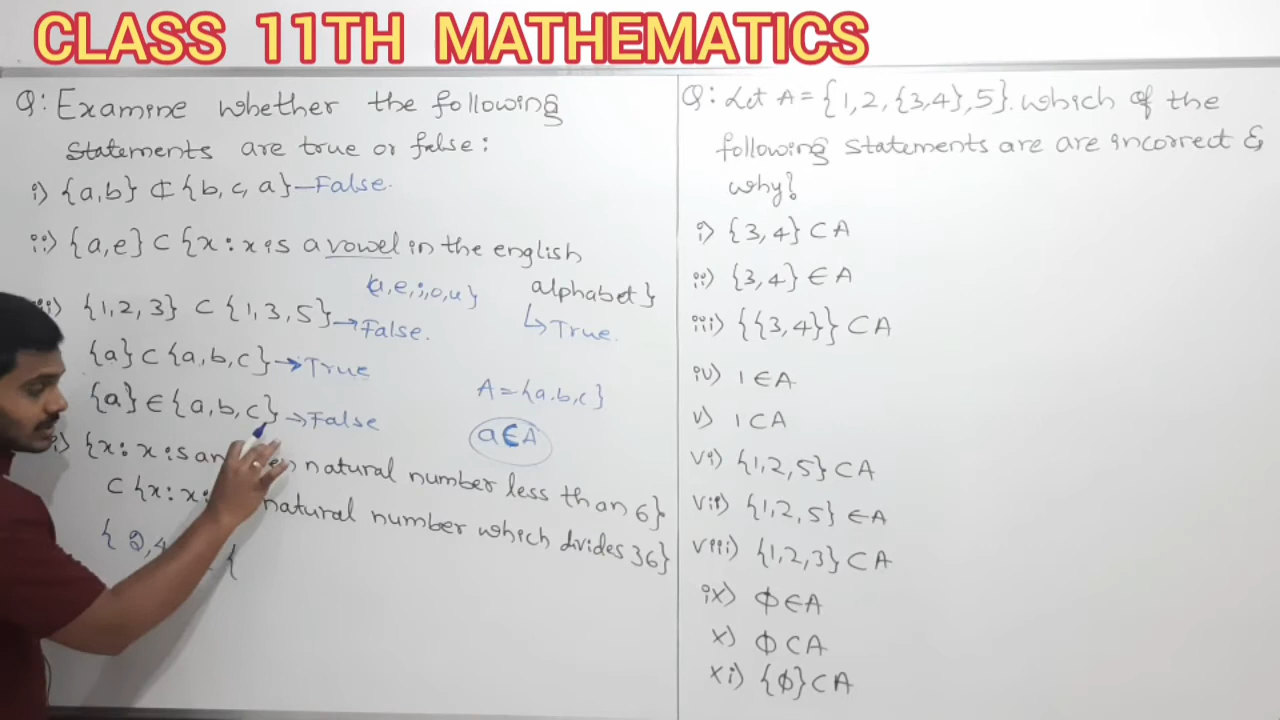 CLASS 11TH MATHEMATICS
Q: Examine whether the following
statements are true or false:
i) {a,b} ⊄ {b, c, a} – False.
ii) {a,e} ⊂ {x : x is a vowel in the english
alphabet}
{a,e,i,o,u}
↳ True.
iii) {1,2,3} ⊂ {1,3,5} → False.
{a} ⊂ {a,b,c} → True
{a} ∈ {a,b,c} → False
A = {a.b.c}
a ∈ A
i) {x: x is an natural number less than 6}
⊂ {x: x natural number which divides 36}
{ 2,4 {
Q: Let A = {1,2,{3,4},5}. which of the
following statements are are incorrect &
why?
i) {3,4} ⊂ A
ii) {3,4} ∈ A
iii) {{3,4}} ⊂ A
iv) 1 ∈ A
v) 1 ⊂ A
vi) {1,2,5} ⊂ A
vii) {1,2,5} ∈ A
viii) {1,2,3} ⊂ A
ix) ϕ ∈ A
x) ϕ ⊂ A
xi) {ϕ} ⊂ A